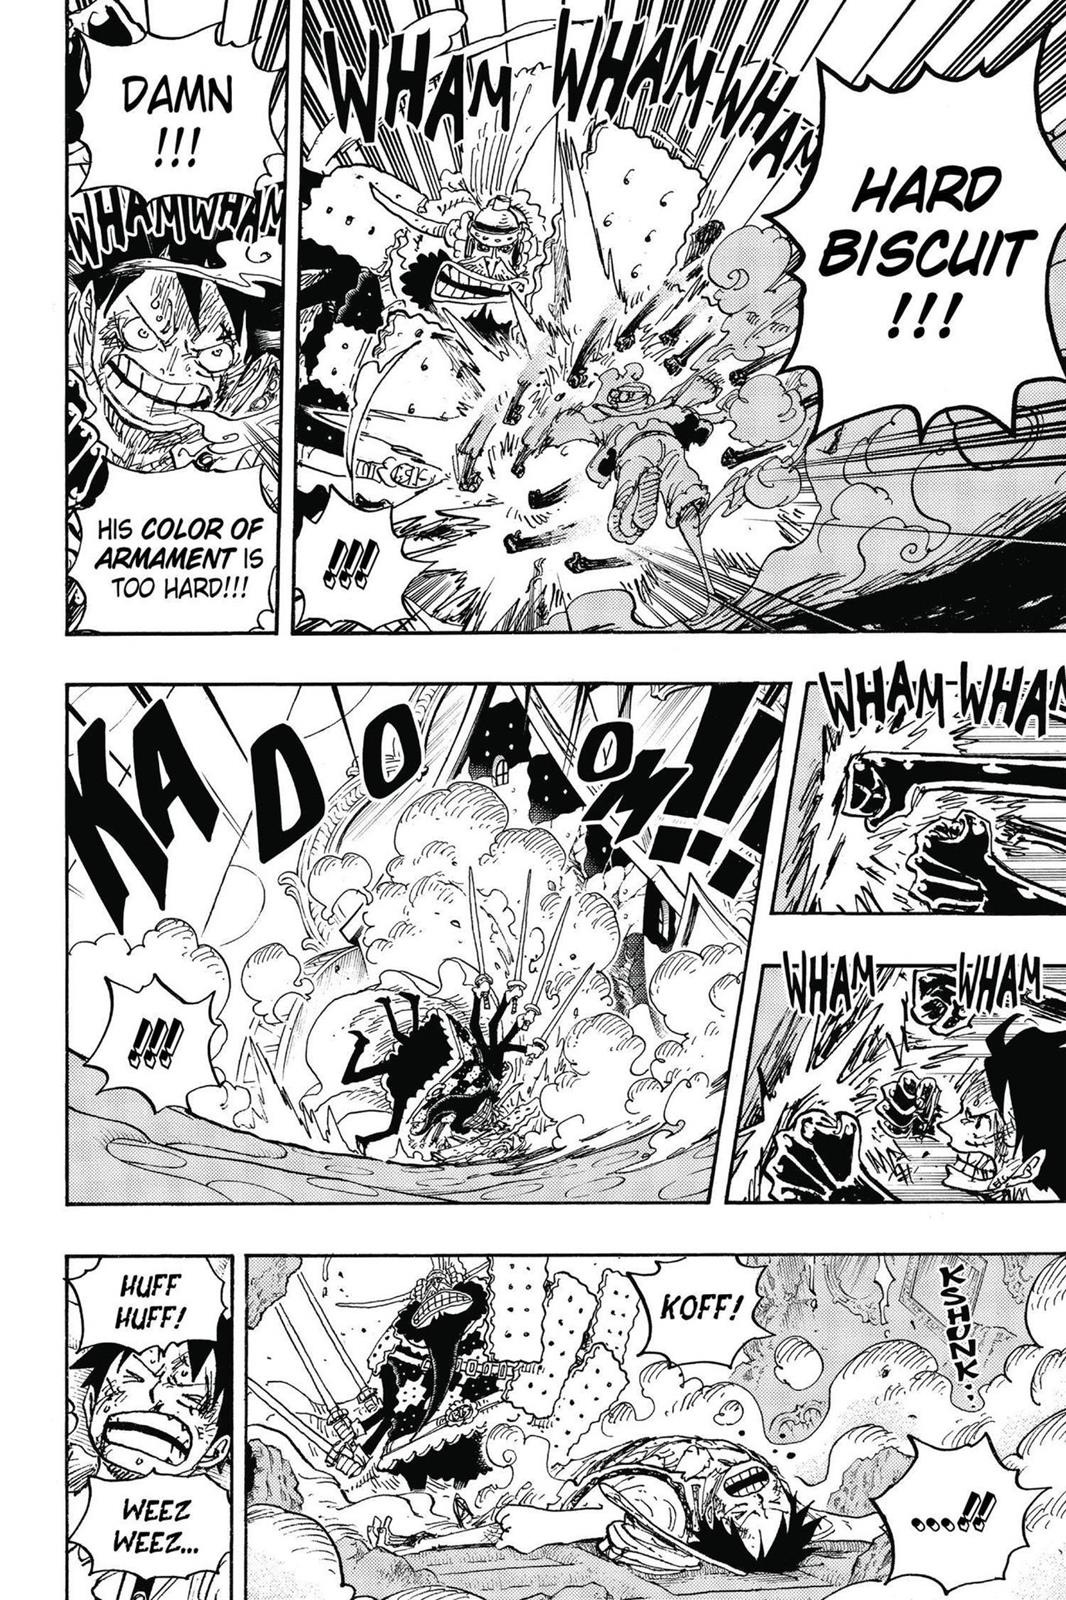 WHAM WHAM WHAM
HARD
BISCUIT
!!!
!!!
DAMN
!!!
WHAM WHAM
HIS COLOR OF
ARMAMENT IS
TOO HARD!!!
WHAM WHAM
WHAM WHAM
KADOOM!!
!!!
KOFF!
KSHUNK...
...!!
HUFF
HUFF!
WEEZ
WEEZ...